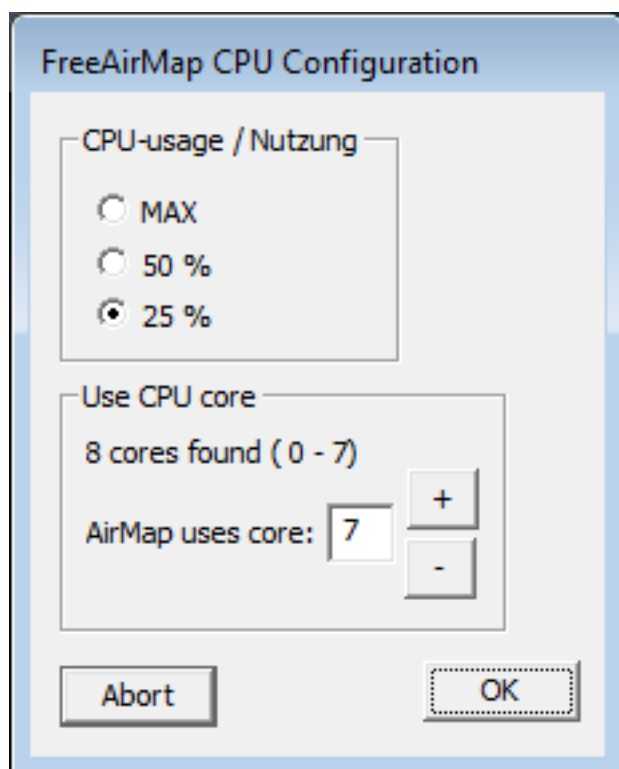 FreeAirMap CPU Configuration
CPU-usage / Nutzung
MAX
50 %
25 %
Use CPU core
8 cores found ( 0 - 7)
+
AirMap uses core: 7
-
Abort
OK